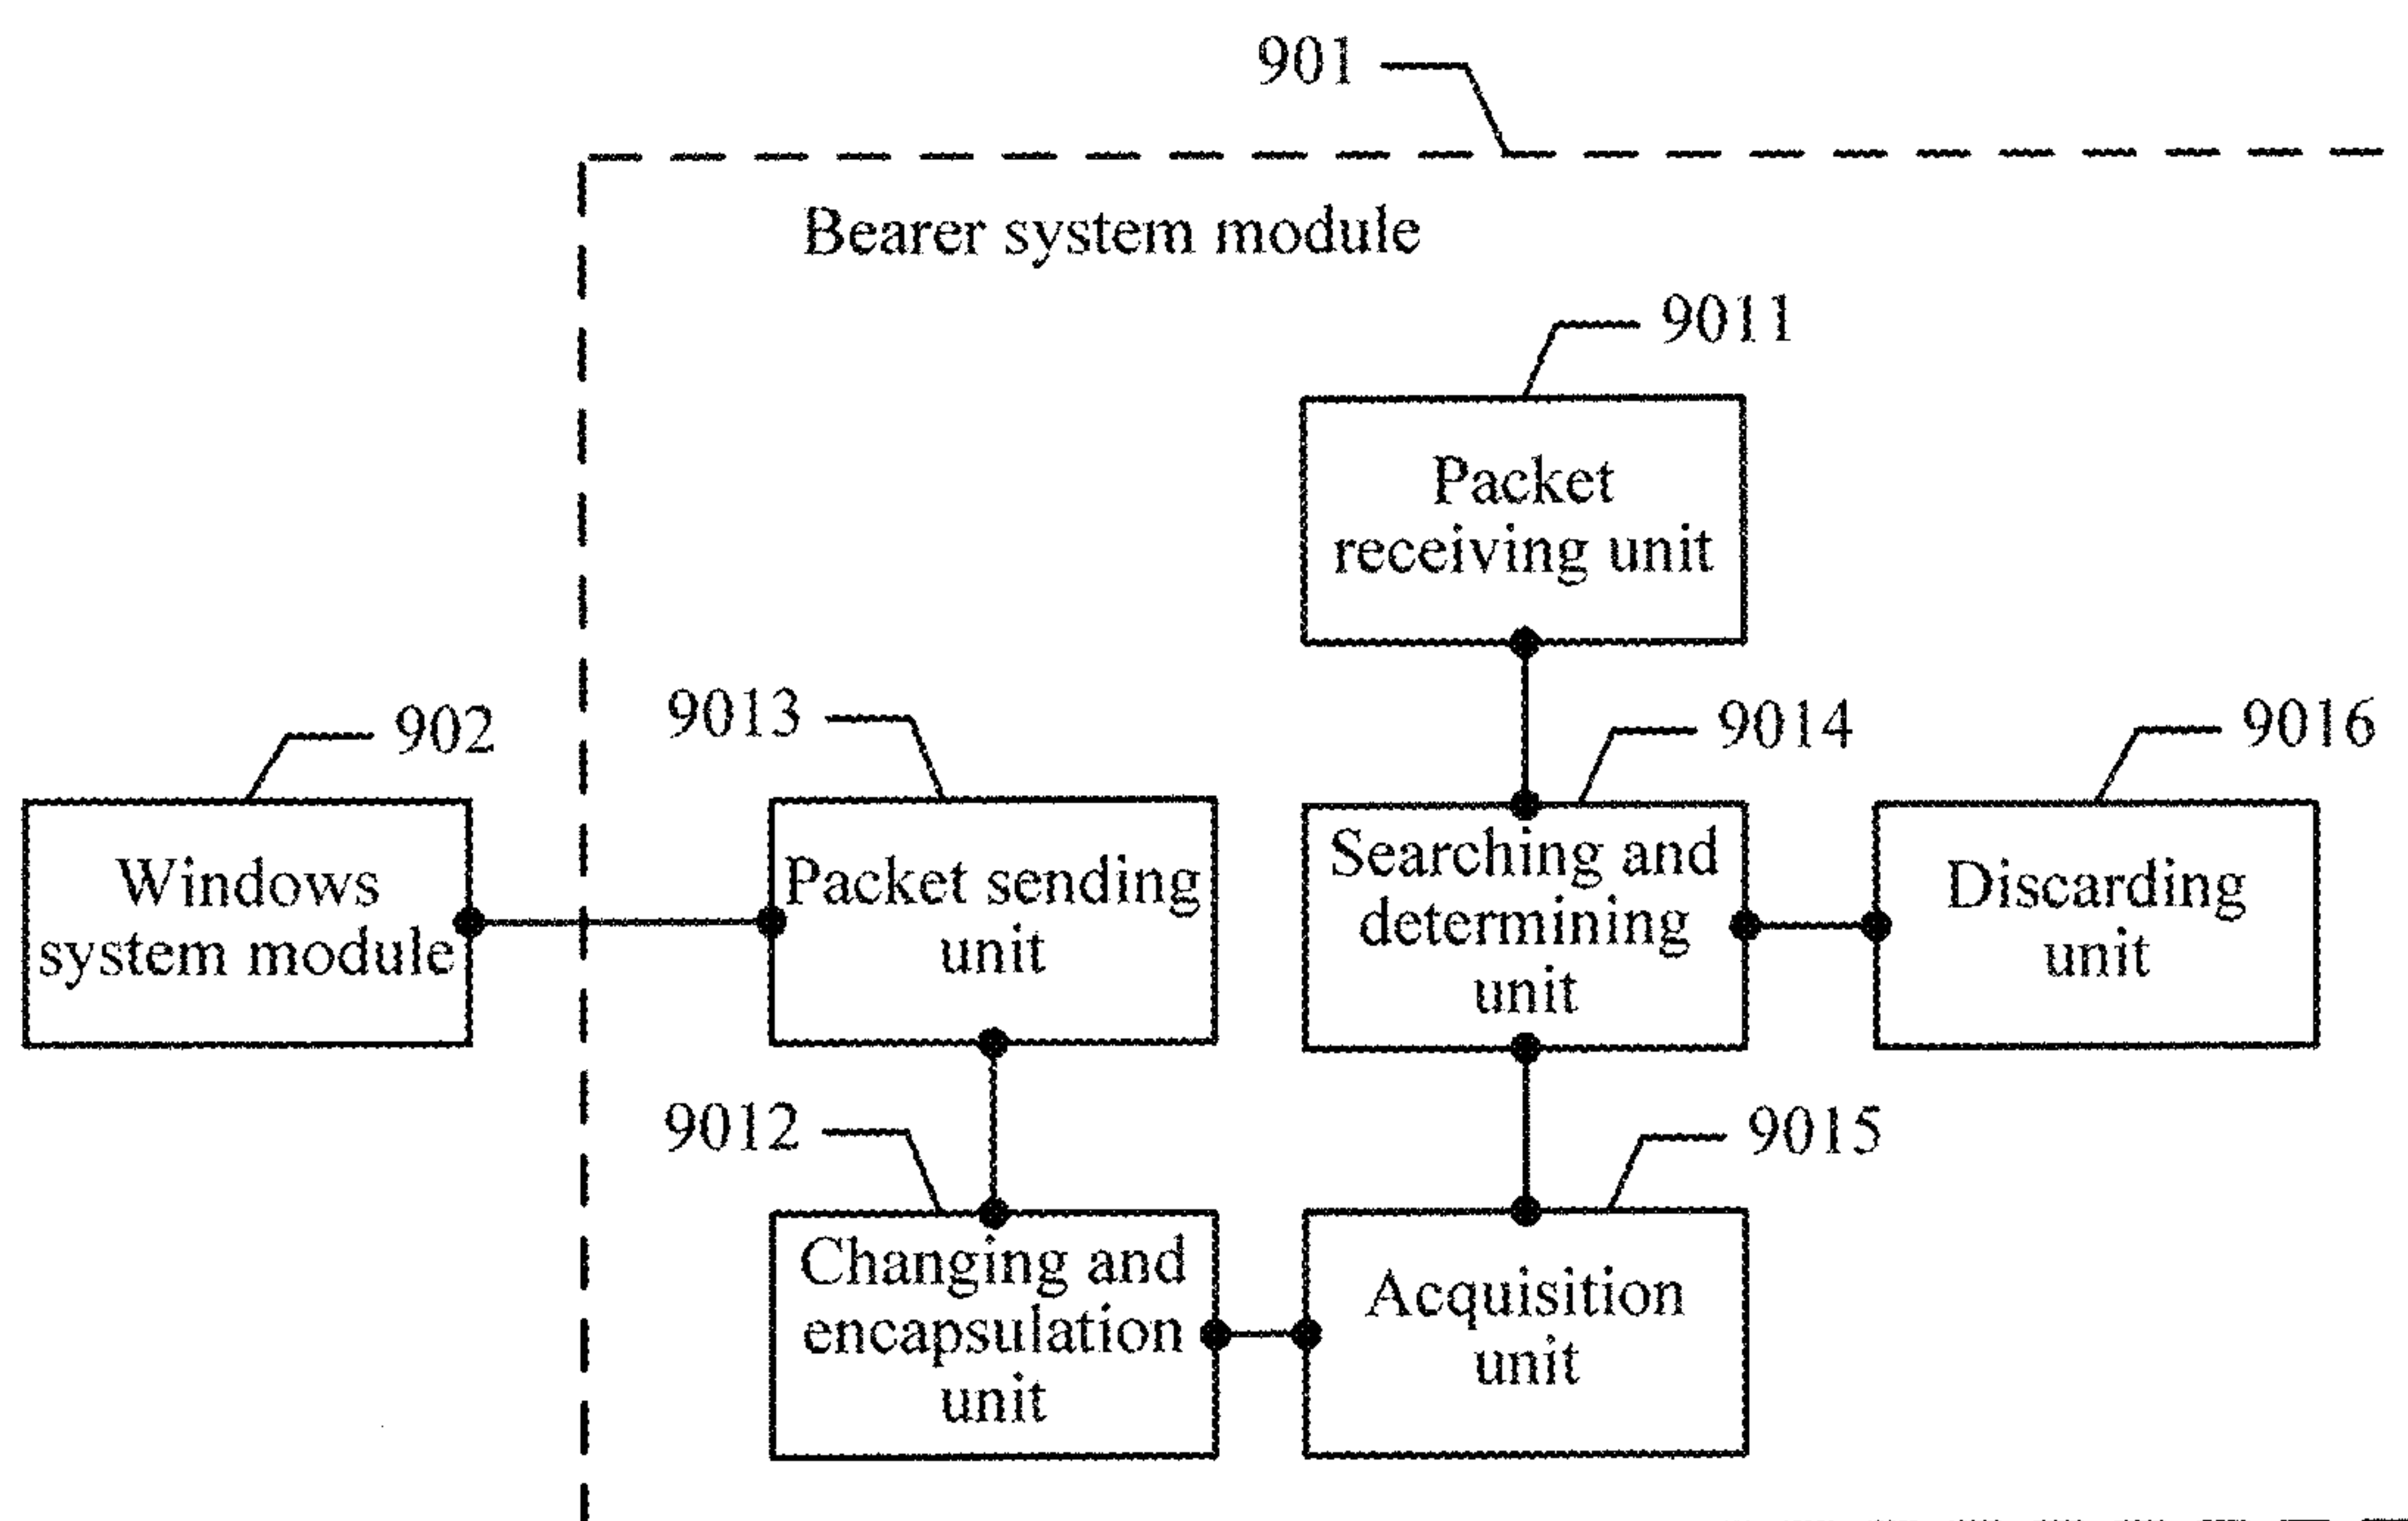 901
Bearer system module
9011
Packet
receiving unit
902
9013
9014
9016
Windows
system module
Packet sending
unit
Searching and
determining
unit
Discarding
unit
9012
9015
Changing and
encapsulation
unit
Acquisition
unit